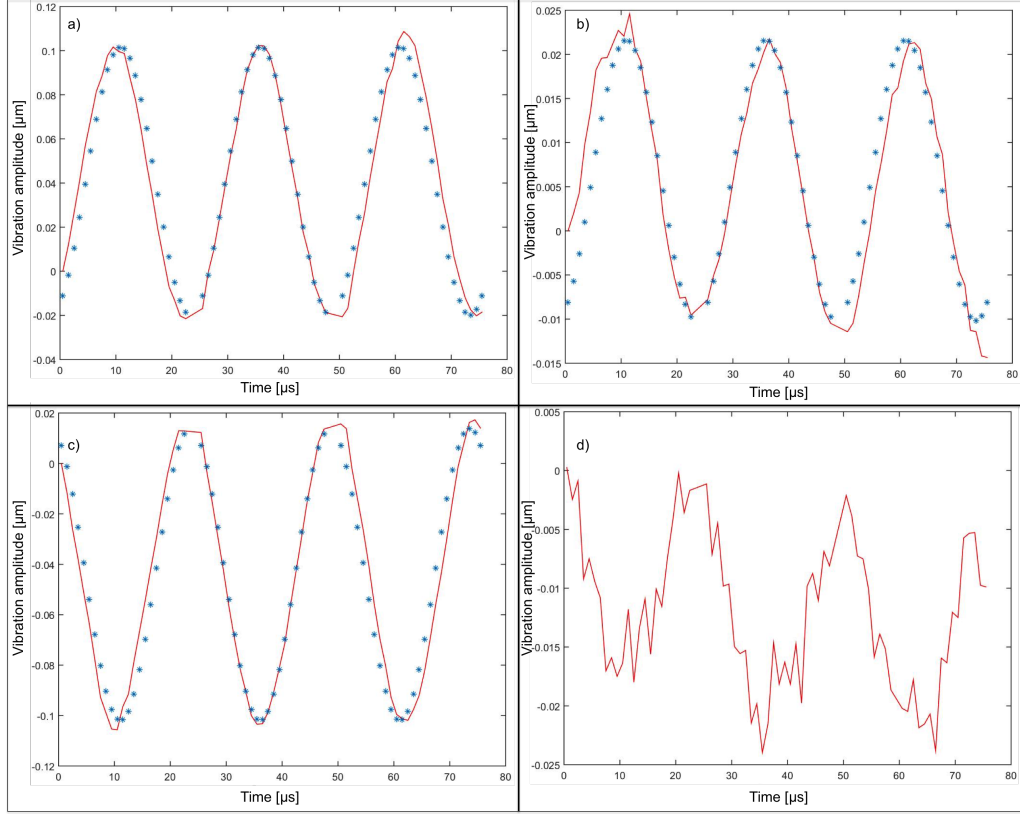 a)
Vibration amplitude [µm]
0.12
0.1
0.08
0.06
0.04
0.02
0
-0.02
-0.04
0 10 20 30 40 50 60 70 80
Time [µs]
b)
Vibration amplitude [µm]
0.025
0.02
0.015
0.01
0.005
0
-0.005
-0.01
-0.015
0 10 20 30 40 50 60 70 80
Time [µs]
c)
Vibration amplitude [µm]
0.02
0
-0.02
-0.04
-0.06
-0.08
-0.1
-0.12
0 10 20 30 40 50 60 70 80
Time [µs]
d)
Vibration amplitude [µm]
0.005
0
-0.005
-0.01
-0.015
-0.02
-0.025
0 10 20 30 40 50 60 70 80
Time [µs]